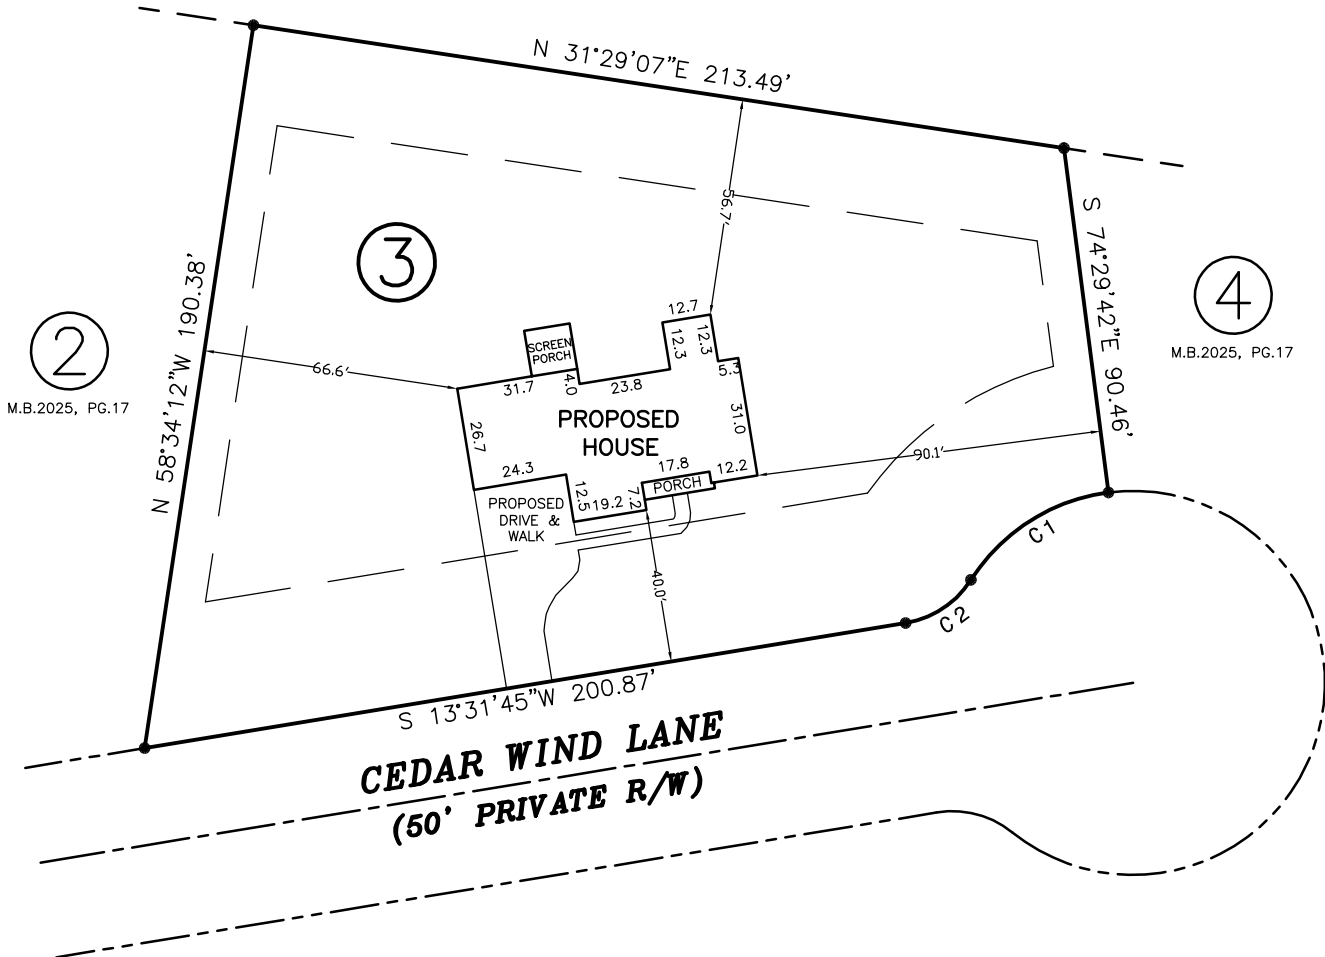 N 31°29'07"E 213.49'
56.7'
S 74°29'42"E 90.46'
3
4
M.B.2025, PG.17
2
M.B.2025, PG.17
N 58°34'12"W 190.38'
66.6'
12.7
12.3
12.3
SCREEN
PORCH
5.3
31.7
4.0
23.8
31.0
PROPOSED
HOUSE
26.7
24.3
17.8
12.2
90.1'
PORCH
12.5
19.2
7.2
PROPOSED
DRIVE &
WALK
C1
40.0'
C2
S 13°31'45"W 200.87'
CEDAR WIND LANE
(50' PRIVATE R/W)